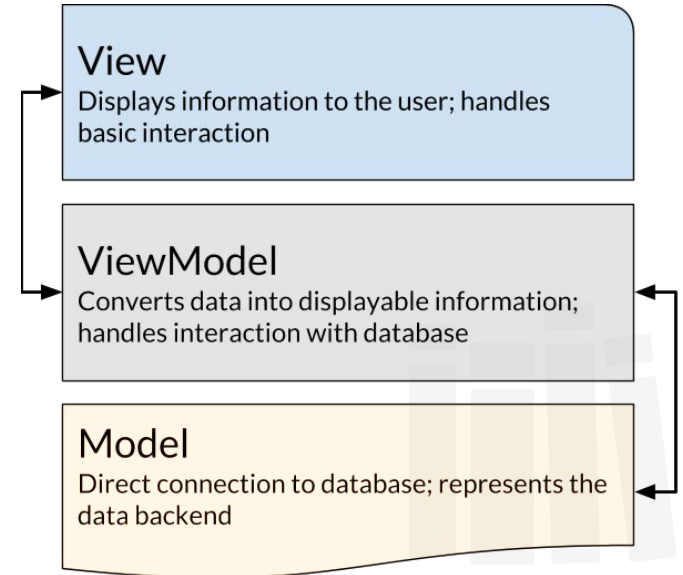 View
Displays information to the user; handles
basic interaction
ViewModel
Converts data into displayable information;
handles interaction with database
Model
Direct connection to database; represents the
data backend